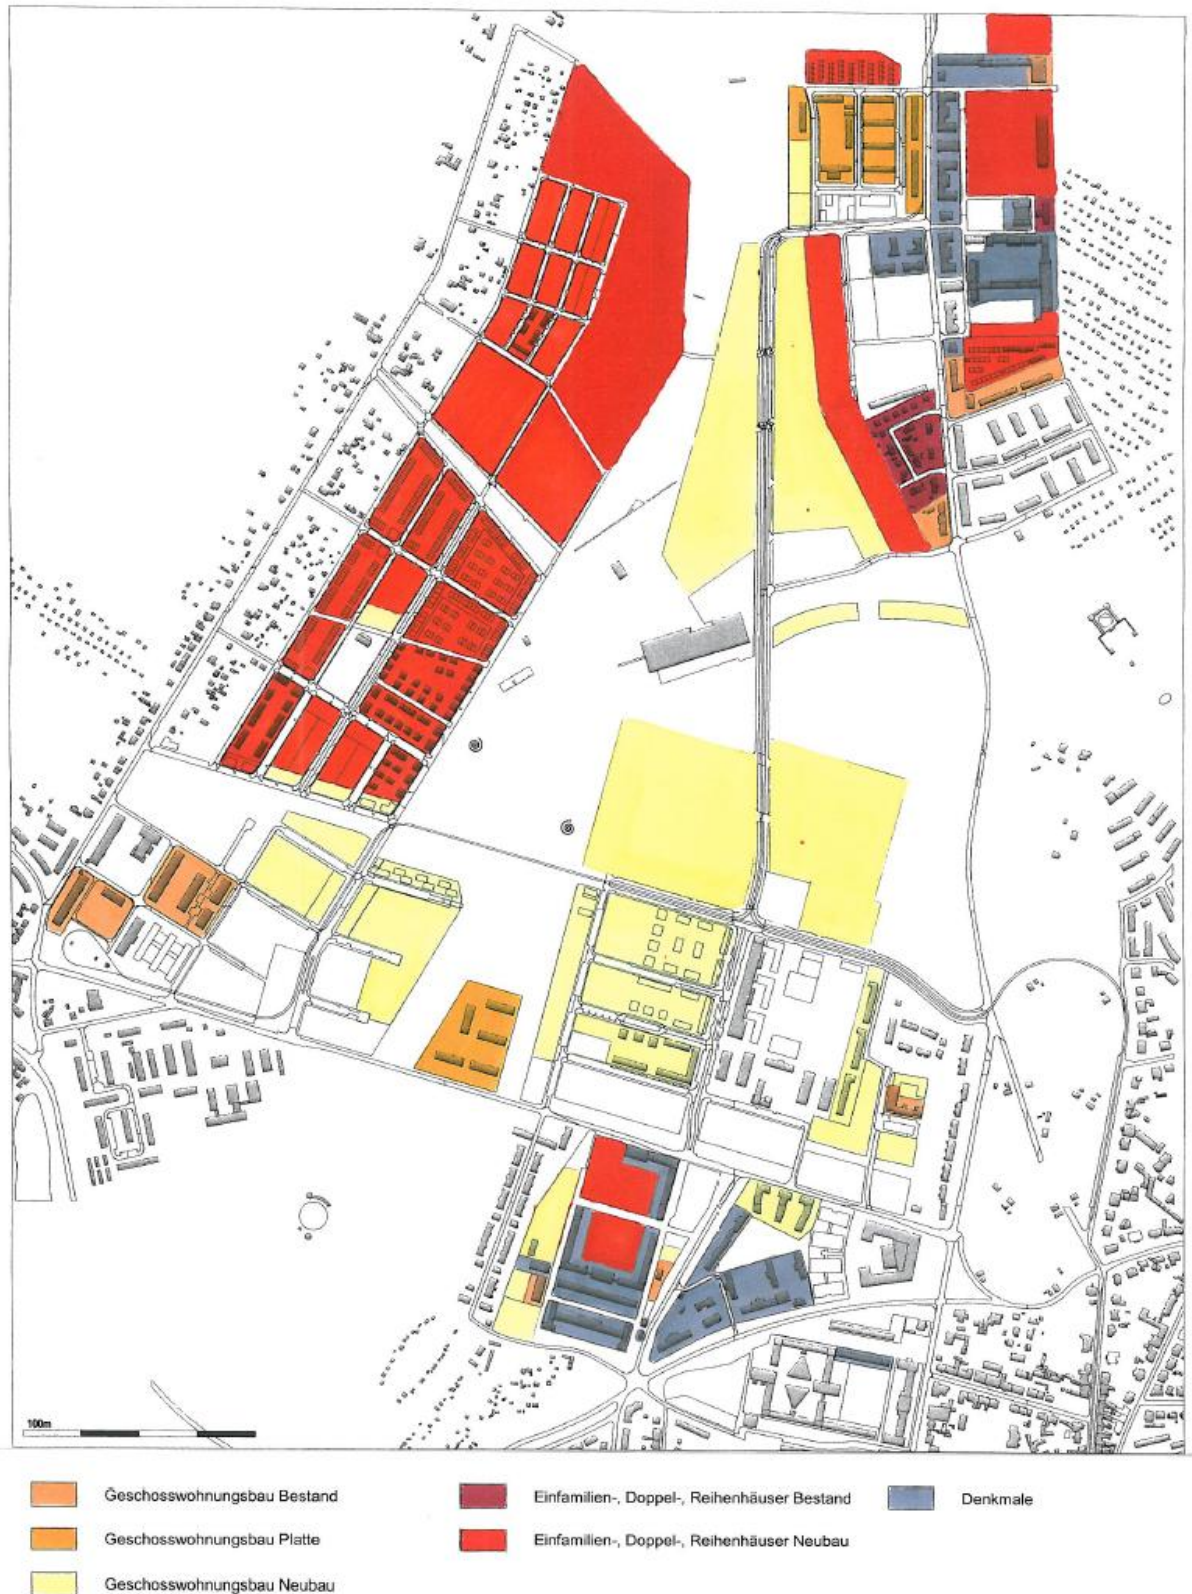 100m
Geschosswohnungsbau Bestand
Einfamilien-, Doppel-, Reihenhäuser Bestand
Denkmale
Geschosswohnungsbau Platte
Einfamilien-, Doppel-, Reihenhäuser Neubau
Geschosswohnungsbau Neubau